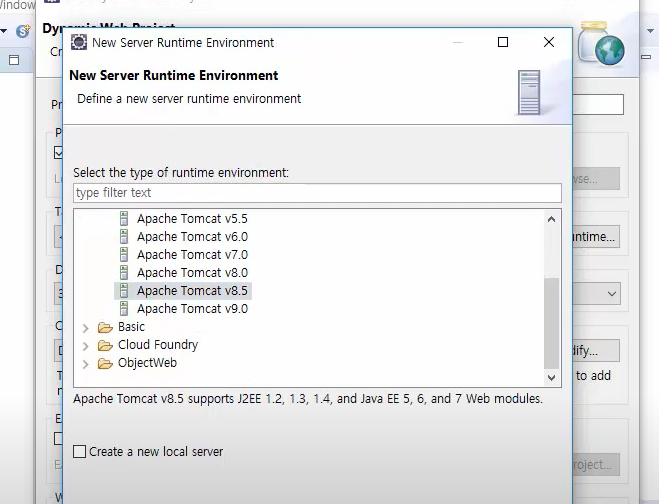 New Server Runtime Environment
New Server Runtime Environment
Define a new server runtime environment
Select the type of runtime environment:
type filter text
Apache Tomcat v5.5
Apache Tomcat v6.0
Apache Tomcat v7.0
Apache Tomcat v8.0
Apache Tomcat v8.5
Apache Tomcat v9.0
Basic
Cloud Foundry
ObjectWeb
Apache Tomcat v8.5 supports J2EE 1.2, 1.3, 1.4, and Java EE 5, 6, and 7 Web modules.
to add
Create a new local server